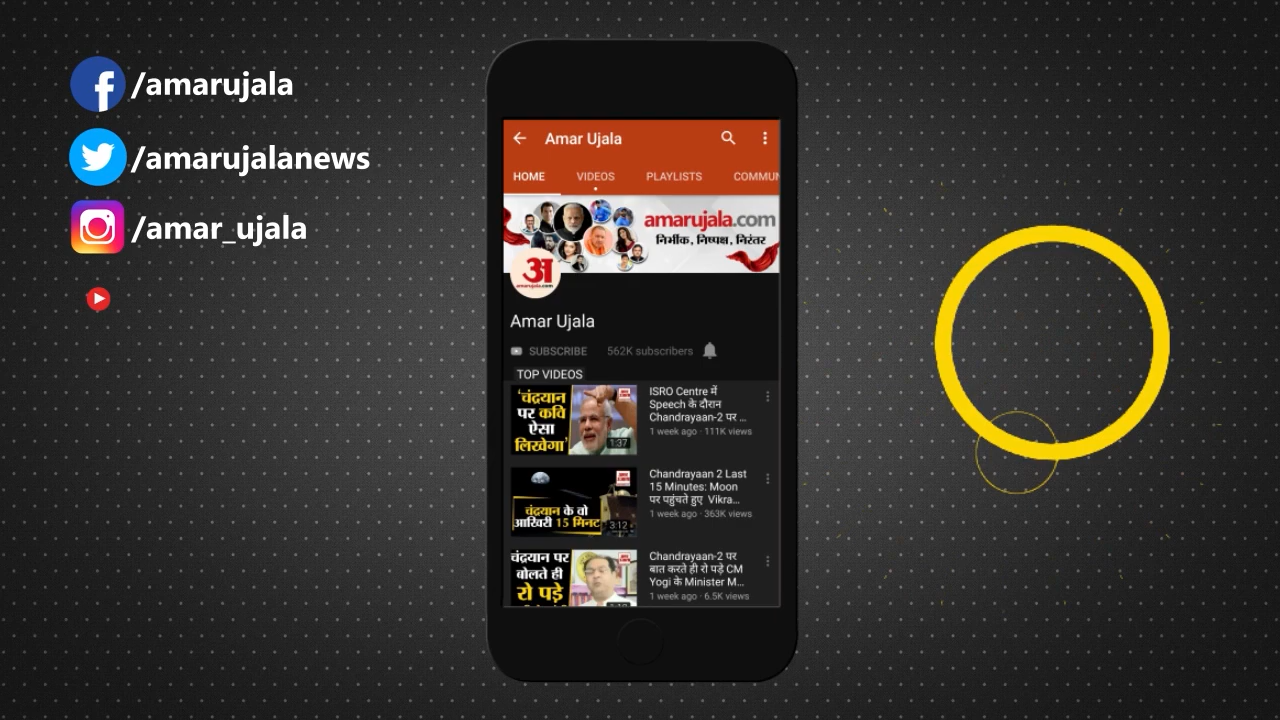 /amarujala
/amarujalanews
/amar_ujala
Amar Ujala
HOME VIDEOS PLAYLISTS COMMUN
amarujala.com
निर्भीक, निष्पक्ष, निरंतर
अ
amarujala.com
Amar Ujala
SUBSCRIBE 562K subscribers
TOP VIDEOS
'चंद्रयान
पर कवि
ऐसा
लिखेगा'
1:37
ISRO Centre में
Speech के दौरान
Chandrayaan-2 पर ...
1 week ago · 111K views
चंद्रयान के वो
आखिरी 15 मिनट
3:12
Chandrayaan 2 Last
15 Minutes: Moon
पर पहुंचते हुए Vikra...
1 week ago · 363K views
चंद्रयान पर
बोलते ही
रो पड़े
Chandrayaan-2 पर
बात करते ही रो पड़े CM
Yogi के Minister M...
1 week ago · 6.5K views